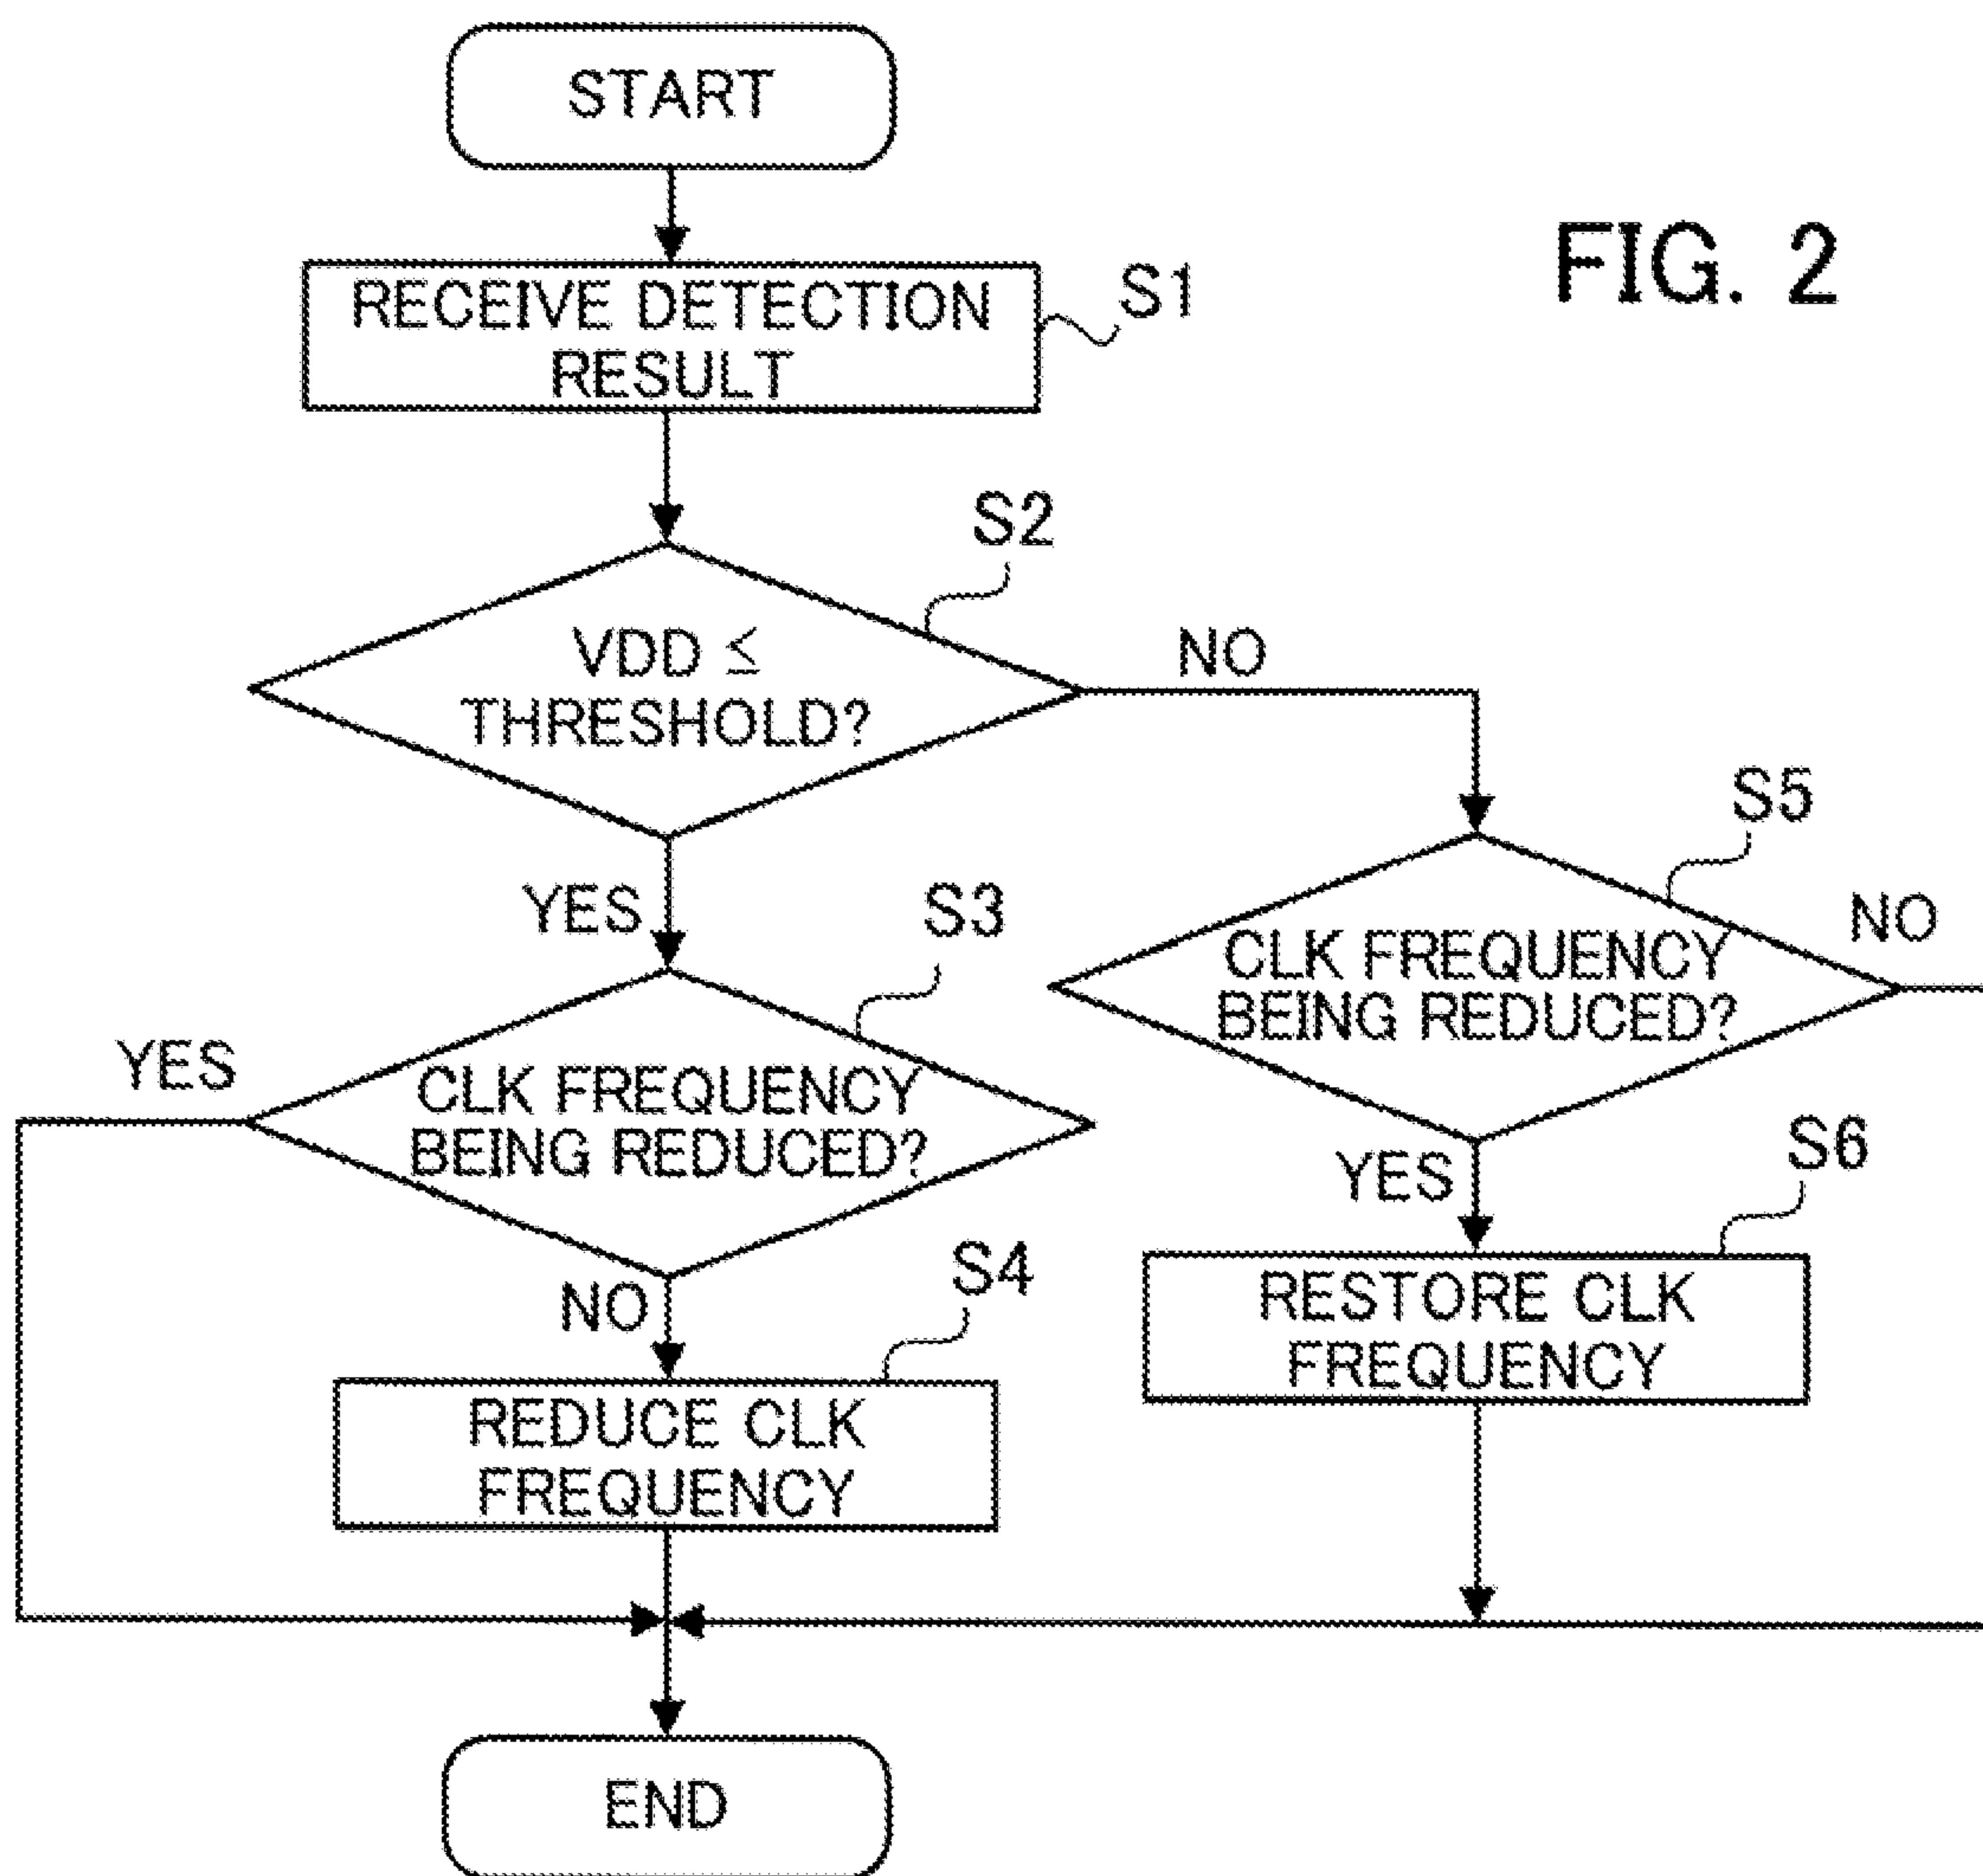 START
FIG. 2
RECEIVE DETECTION
RESULT
S1
S2
VDD ≤
THRESHOLD?
NO
YES
S5
S3
CLK FREQUENCY
BEING REDUCED?
NO
YES
CLK FREQUENCY
BEING REDUCED?
YES
S6
NO
S4
RESTORE CLK
FREQUENCY
REDUCE CLK
FREQUENCY
END